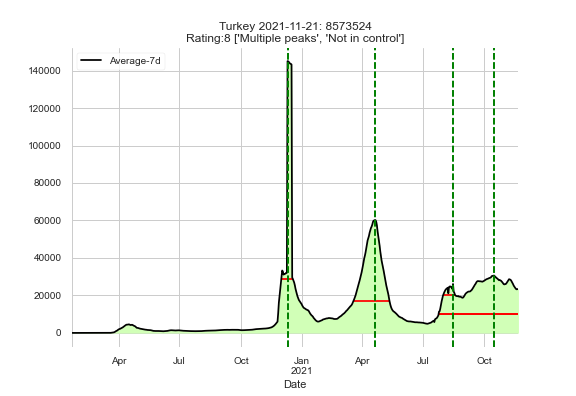 Turkey 2021-11-21: 8573524
Rating:8 ['Multiple peaks', 'Not in control']
Average-7d
140000
120000
100000
80000
60000
40000
20000
0
Apr Jul Oct Jan Apr Jul Oct
2021
Date